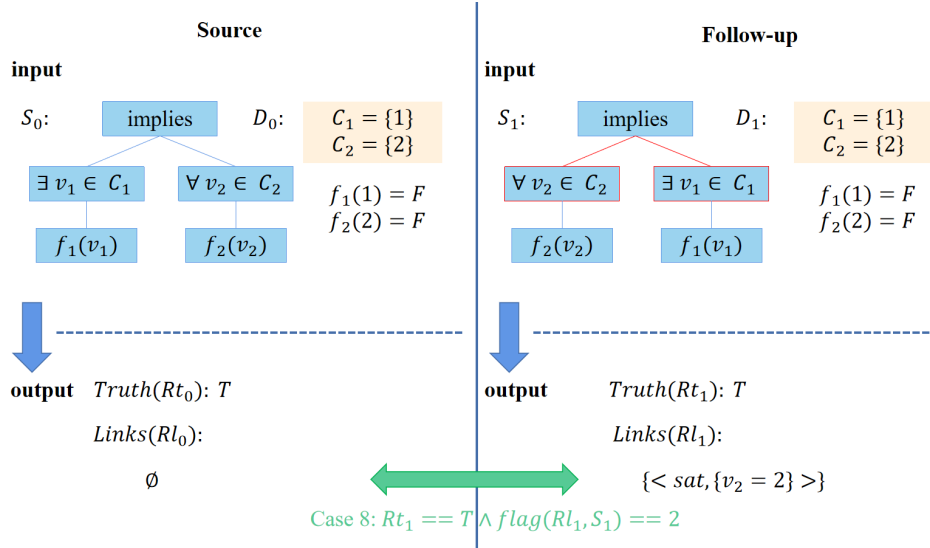 Source
input
S₀:
implies
D₀:
C₁ = {1}
C₂ = {2}
∃ v₁ ∈ C₁
∀ v₂ ∈ C₂
f₁(1) = F
f₂(2) = F
f₁(v₁)
f₂(v₂)
output
Truth(Rt₀): T
Links(Rl₀):
∅
Follow-up
input
S₁:
implies
D₁:
C₁ = {1}
C₂ = {2}
∀ v₂ ∈ C₂
∃ v₁ ∈ C₁
f₁(1) = F
f₂(2) = F
f₂(v₂)
f₁(v₁)
output
Truth(Rt₁): T
Links(Rl₁):
{< sat, {v₂ = 2} >}
Case 8: Rt₁ == T ∧ flag(Rl₁, S₁) == 2